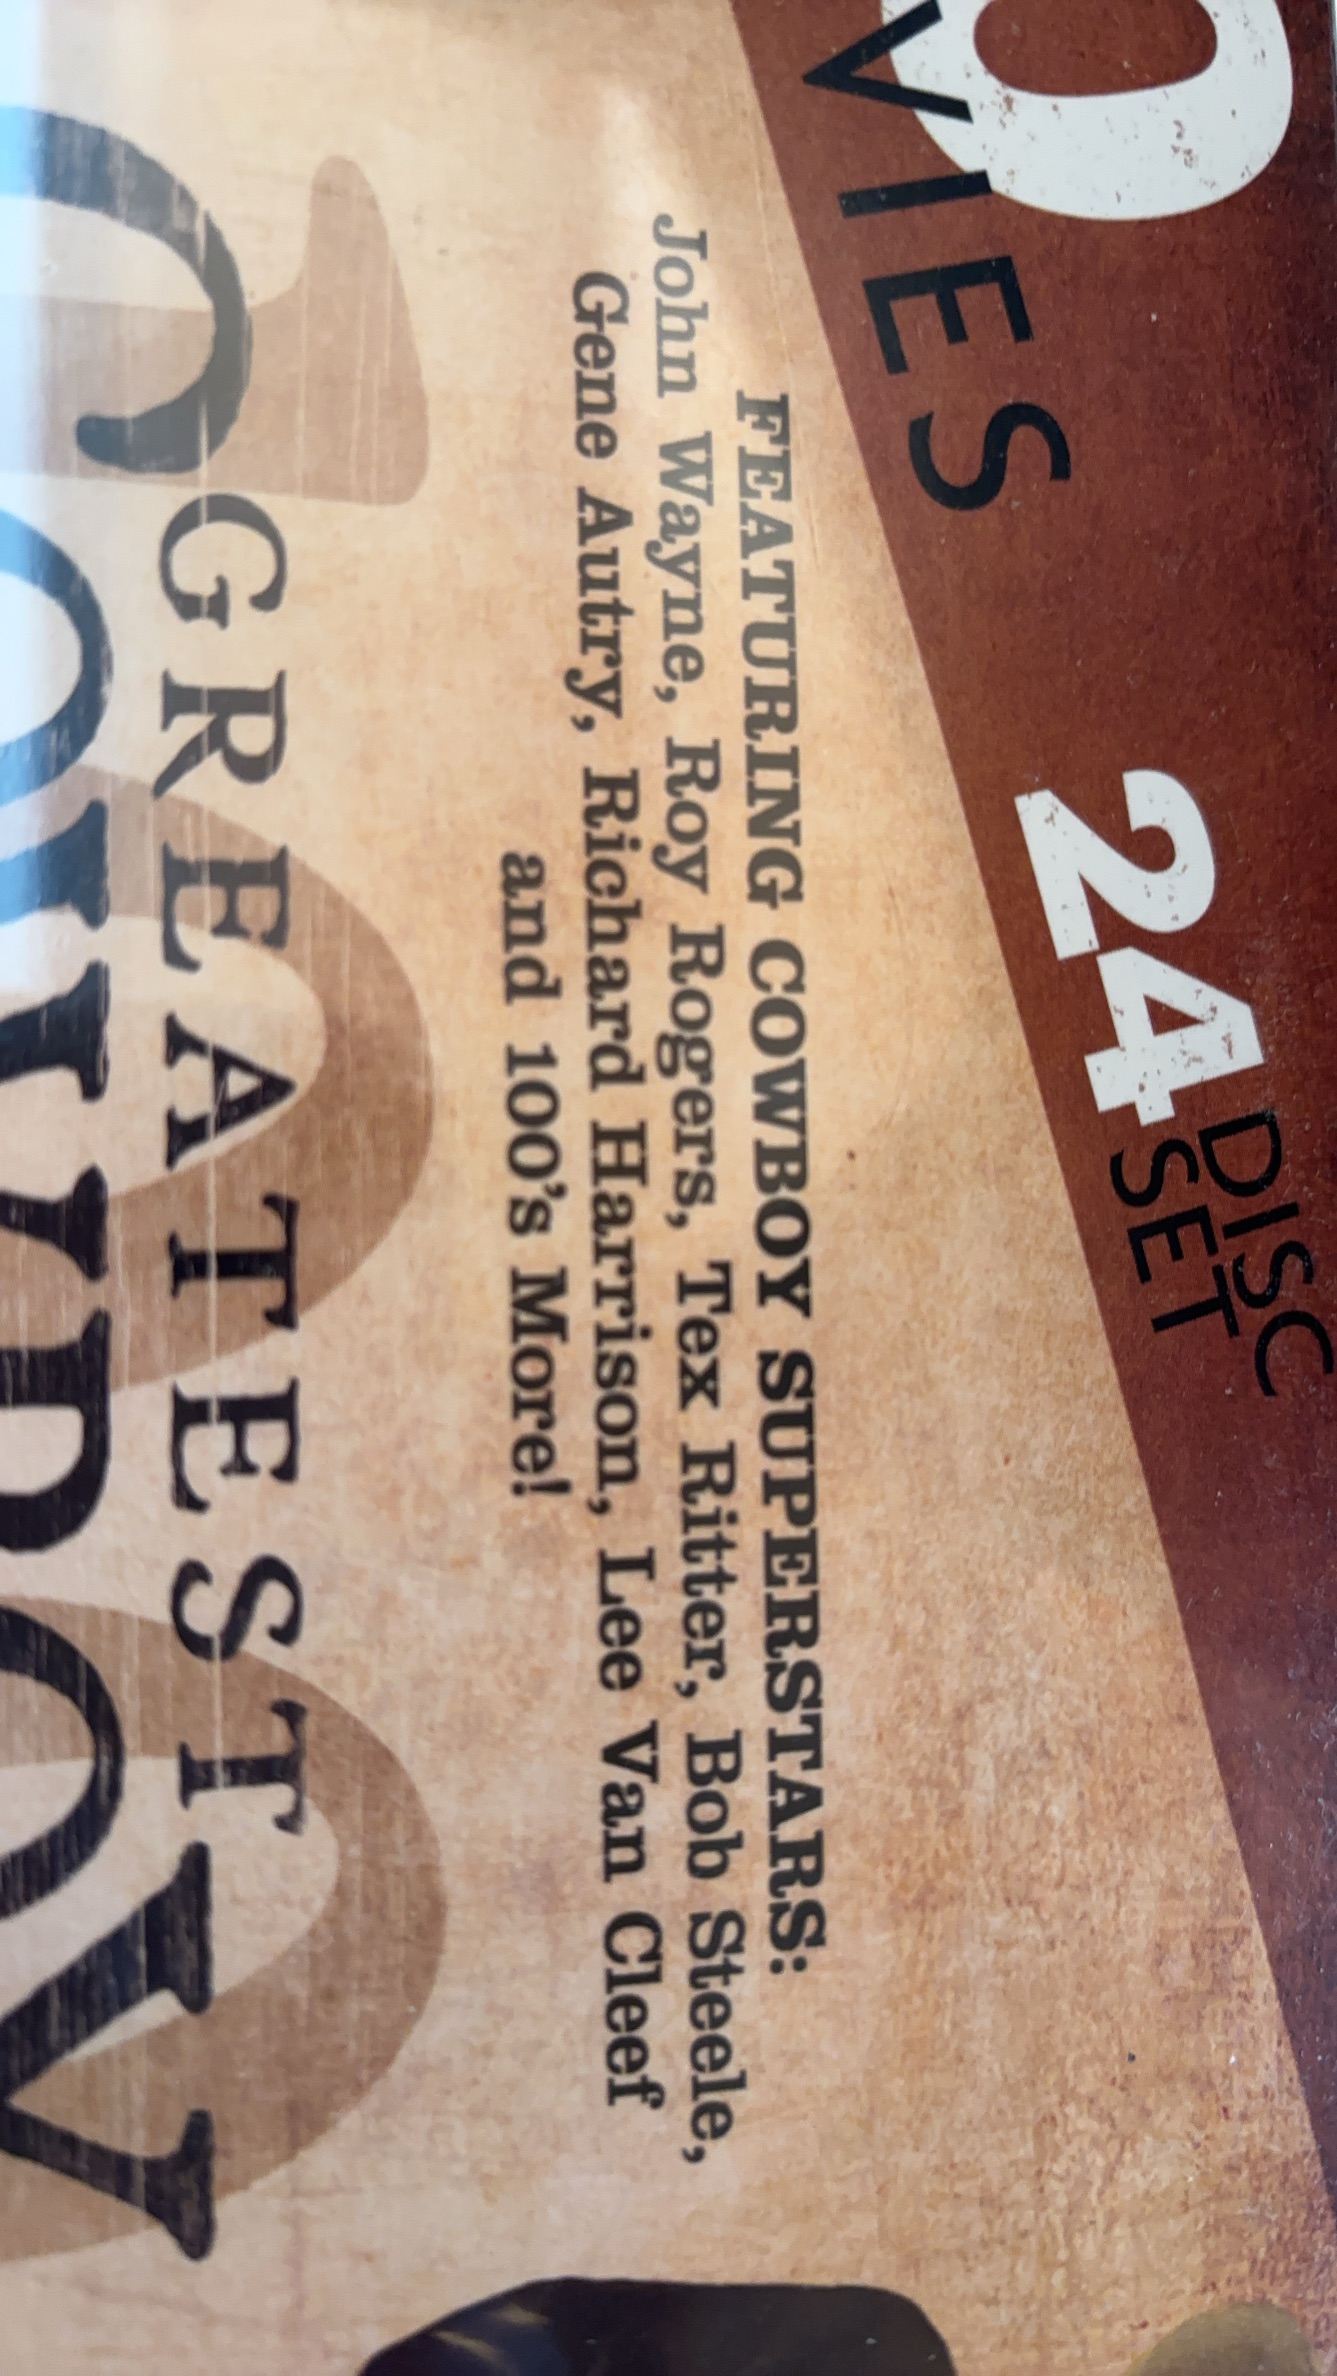 VIES 24 DISC
SET
FEATURING COWBOY SUPERSTARS:
John Wayne, Roy Rogers, Tex Ritter, Bob Steele,
Gene Autry, Richard Harrison, Lee Van Cleef
and 100's More!
GREATEST